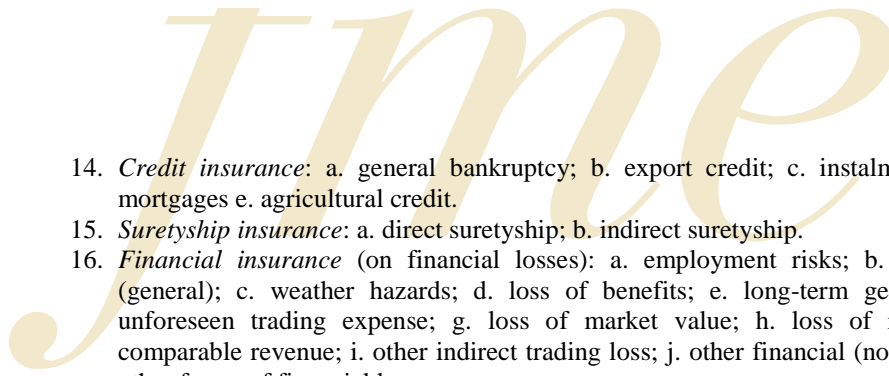 jme
14. Credit insurance: a. general bankruptcy; b. export credit; c. instalm
mortgages e. agricultural credit.
15. Suretyship insurance: a. direct suretyship; b. indirect suretyship.
16. Financial insurance (on financial losses): a. employment risks; b.
(general); c. weather hazards; d. loss of benefits; e. long-term ge
unforeseen trading expense; g. loss of market value; h. loss of
comparable revenue; i. other indirect trading loss; j. other financial (no